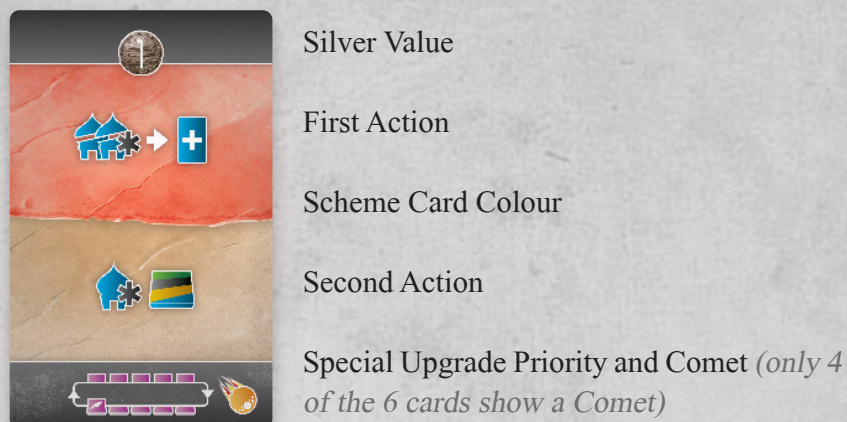 1
Silver Value
First Action
Scheme Card Colour
Second Action
Special Upgrade Priority and Comet (only 4
of the 6 cards show a Comet)